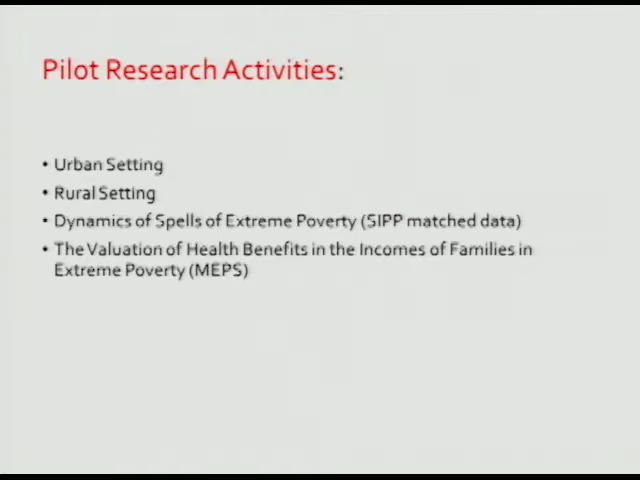 Pilot Research Activities:
• Urban Setting
• Rural Setting
• Dynamics of Spells of Extreme Poverty (SIPP matched data)
• The Valuation of Health Benefits in the Incomes of Families in
Extreme Poverty (MEPS)